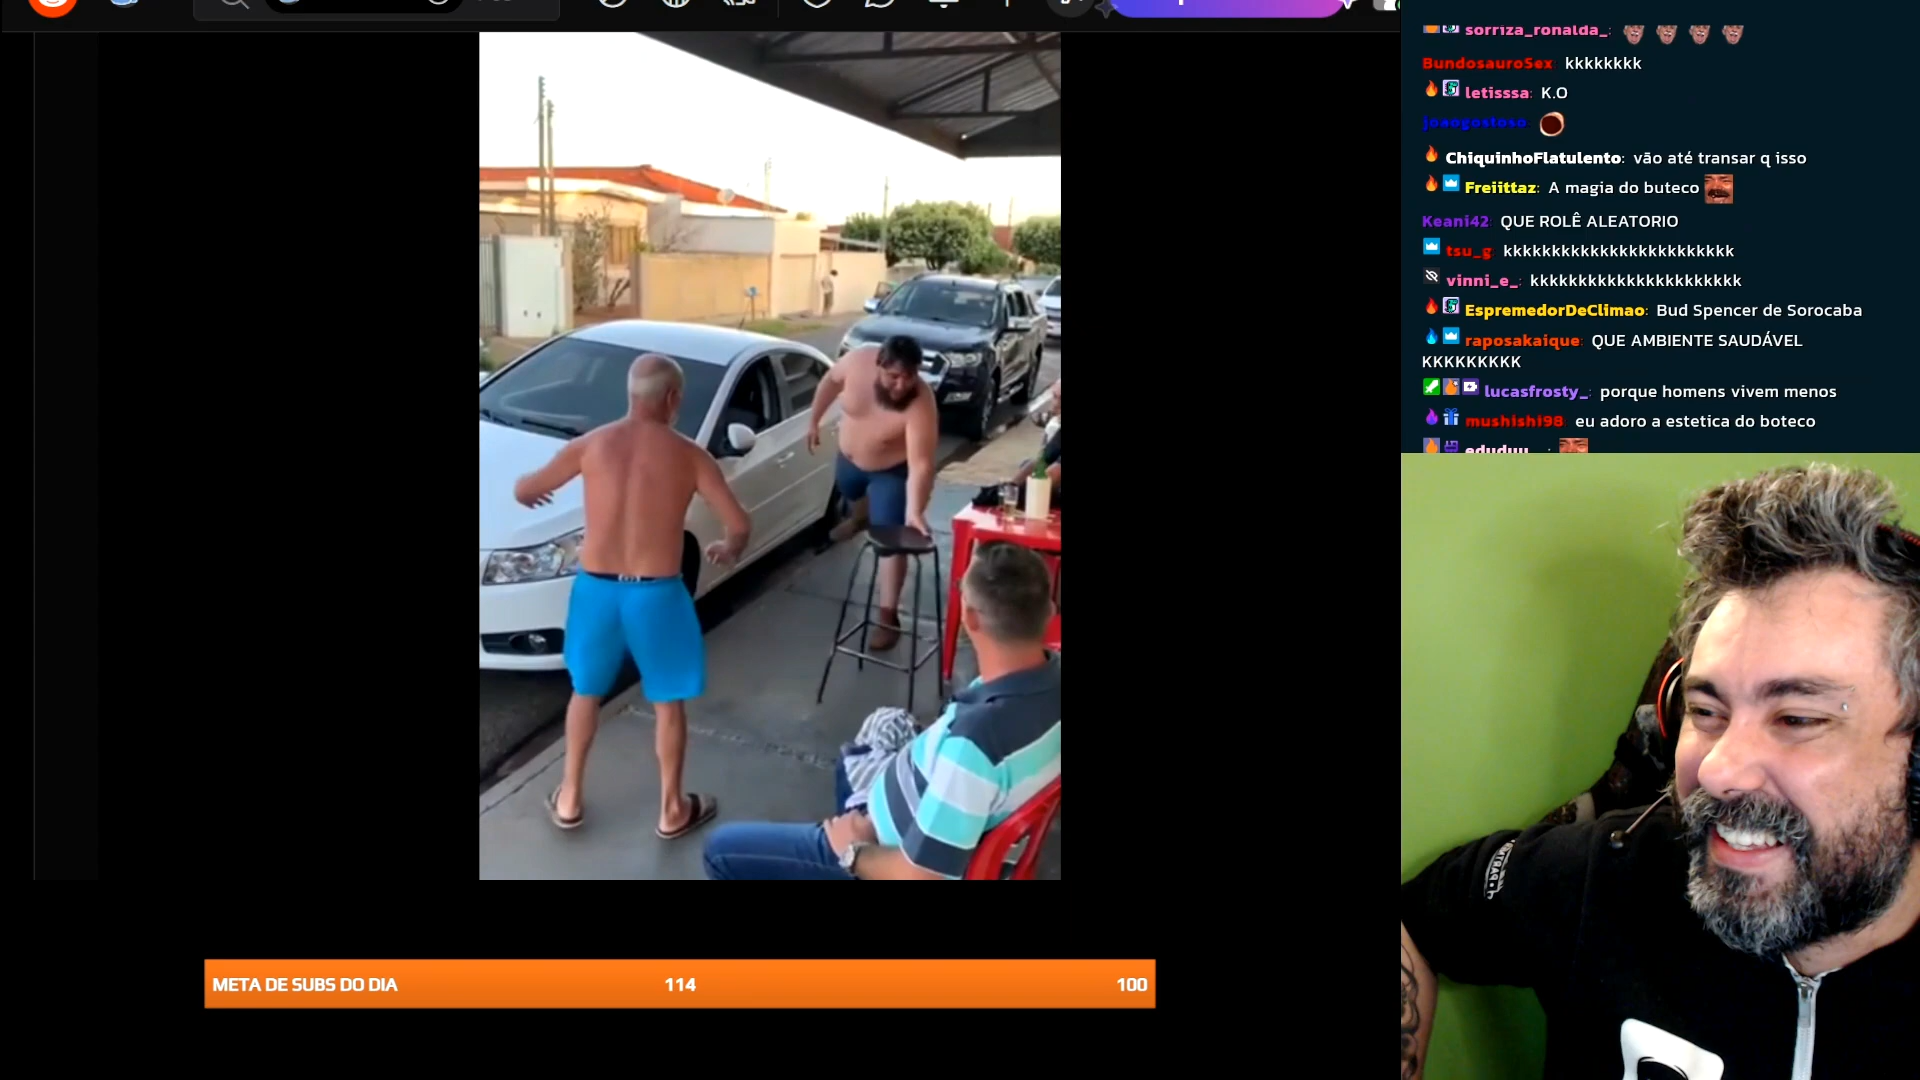 sorriza_ronalda_:
BundosauroSex: kkkkkkkk
letisssa: K.O
joaogostoso:
ChiquinhoFlatulento: vão até transar q isso
Freiittaz: A magia do buteco
Keani42: QUE ROLÊ ALEATORIO
tsu_g: kkkkkkkkkkkkkkkkkkkkkkkk
vinni_e_: kkkkkkkkkkkkkkkkkkkkkk
EspremedorDeClimao: Bud Spencer de Sorocaba
raposakaique: QUE AMBIENTE SAUDÁVEL
KKKKKKKKK
lucasfrosty_: porque homens vivem menos
mushishi98: eu adoro a estetica do boteco
META DE SUBS DO DIA 114 100